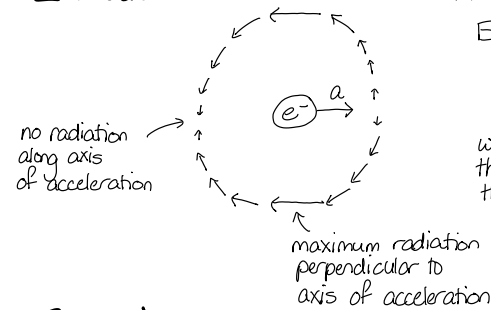 E
a
e⁻
no radiation
along axis
of acceleration
maximum radiation
perpendicular to
axis of acceleration